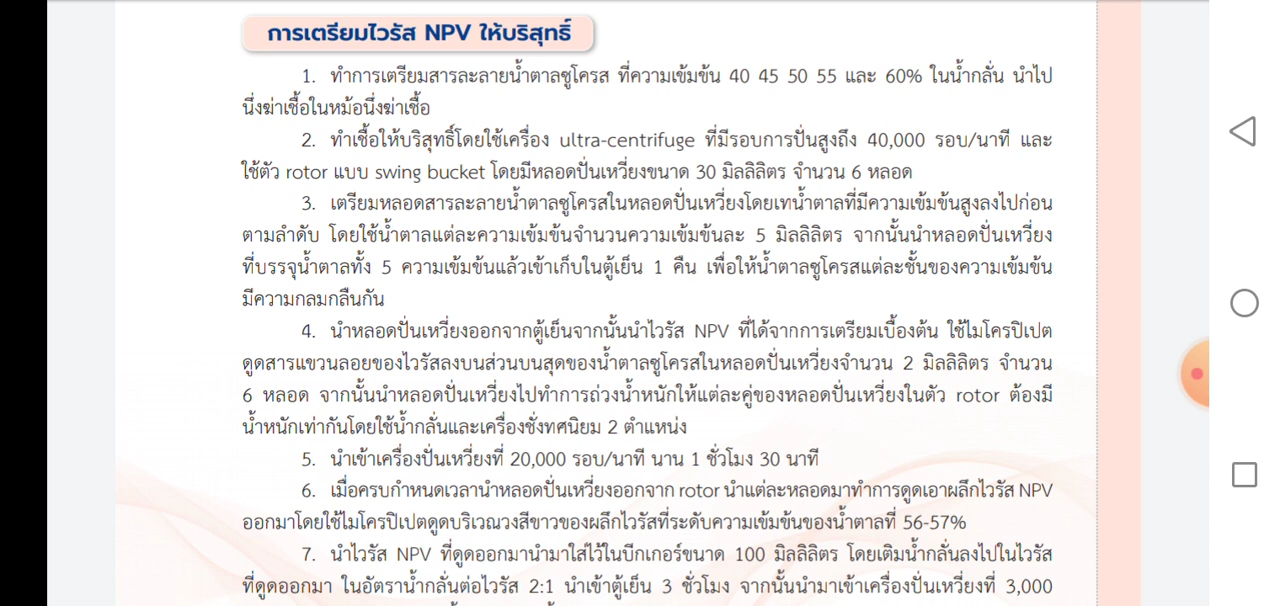 การเตรียมไวรัส NPV ให้บริสุทธิ์
1. ทำการเตรียมสารละลายน้ำตาลซูโครส ที่ความเข้มข้น 40 45 50 55 และ 60% ในน้ำกลั่น นำไป
นึ่งฆ่าเชื้อในหม้อนึ่งฆ่าเชื้อ
2. ทำเชื้อให้บริสุทธิ์โดยใช้เครื่อง ultra-centrifuge ที่มีรอบการปั่นสูงถึง 40,000 รอบ/นาที และ
ใช้ตัว rotor แบบ swing bucket โดยมีหลอดปั่นเหวี่ยงขนาด 30 มิลลิลิตร จำนวน 6 หลอด
3. เตรียมหลอดสารละลายน้ำตาลซูโครสในหลอดปั่นเหวี่ยงโดยเทน้ำตาลที่มีความเข้มข้นสูงลงไปก่อน
ตามลำดับ โดยใช้น้ำตาลแต่ละความเข้มข้นจำนวนความเข้มข้นละ 5 มิลลิลิตร จากนั้นนำหลอดปั่นเหวี่ยง
ที่บรรจุน้ำตาลทั้ง 5 ความเข้มข้นแล้วเข้าเก็บในตู้เย็น 1 คืน เพื่อให้น้ำตาลซูโครสแต่ละชั้นของความเข้มข้น
มีความกลมกลืนกัน
4. นำหลอดปั่นเหวี่ยงออกจากตู้เย็นจากนั้นนำไวรัส NPV ที่ได้จากการเตรียมเบื้องต้น ใช้ไมโครปิเปต
ดูดสารแขวนลอยของไวรัสลงบนส่วนบนสุดของน้ำตาลซูโครสในหลอดปั่นเหวี่ยงจำนวน 2 มิลลิลิตร จำนวน
6 หลอด จากนั้นนำหลอดปั่นเหวี่ยงไปทำการถ่วงน้ำหนักให้แต่ละคู่ของหลอดปั่นเหวี่ยงในตัว rotor ต้องมี
น้ำหนักเท่ากันโดยใช้น้ำกลั่นและเครื่องชั่งทศนิยม 2 ตำแหน่ง
5. นำเข้าเครื่องปั่นเหวี่ยงที่ 20,000 รอบ/นาที นาน 1 ชั่วโมง 30 นาที
6. เมื่อครบกำหนดเวลานำหลอดปั่นเหวี่ยงออกจาก rotor นำแต่ละหลอดมาทำการดูดเอาผลึกไวรัส NPV
ออกมาโดยใช้ไมโครปิเปตดูดบริเวณวงสีขาวของผลึกไวรัสที่ระดับความเข้มข้นของน้ำตาลที่ 56-57%
7. นำไวรัส NPV ที่ดูดออกมานำมาใส่ไว้ในบีกเกอร์ขนาด 100 มิลลิลิตร โดยเติมน้ำกลั่นลงไปในไวรัส
ที่ดูดออกมา ในอัตราน้ำกลั่นต่อไวรัส 2:1 นำเข้าตู้เย็น 3 ชั่วโมง จากนั้นนำมาเข้าเครื่องปั่นเหวี่ยงที่ 3,000